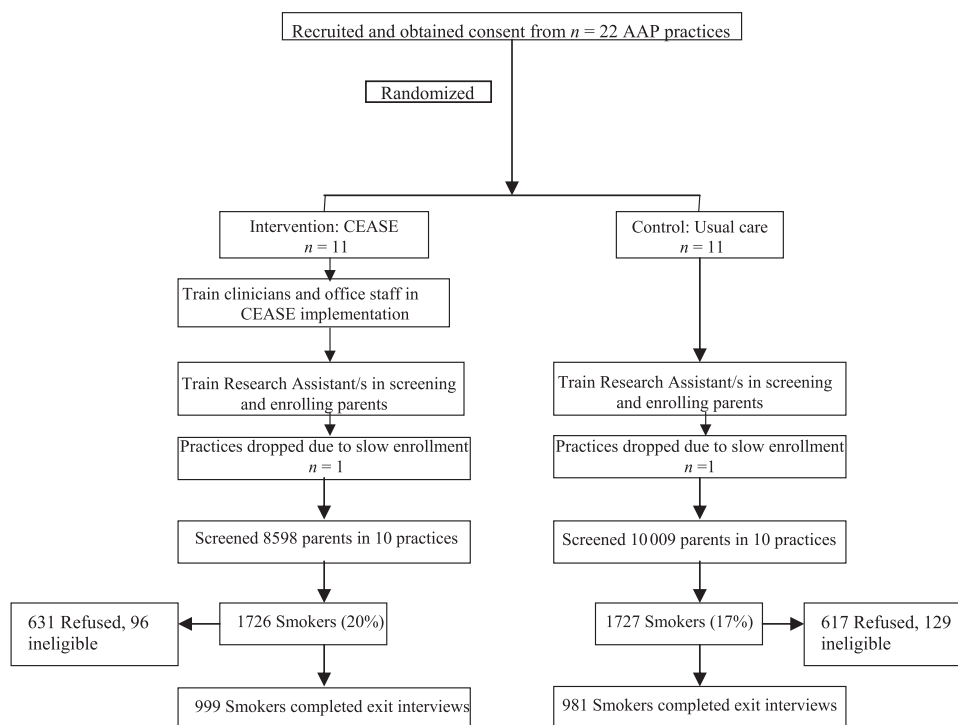 Recruited and obtained consent from n = 22 AAP practices
Randomized
Intervention: CEASE
n = 11
Control: Usual care
n = 11
Train clinicians and office staff in
CEASE implementation
Train Research Assistant/s in screening
and enrolling parents
Train Research Assistant/s in screening
and enrolling parents
Practices dropped due to slow enrollment
n = 1
Practices dropped due to slow enrollment
n =1
Screened 8598 parents in 10 practices
Screened 10 009 parents in 10 practices
631 Refused, 96
ineligible
1726 Smokers (20%)
1727 Smokers (17%)
617 Refused, 129
ineligible
999 Smokers completed exit interviews
981 Smokers completed exit interviews